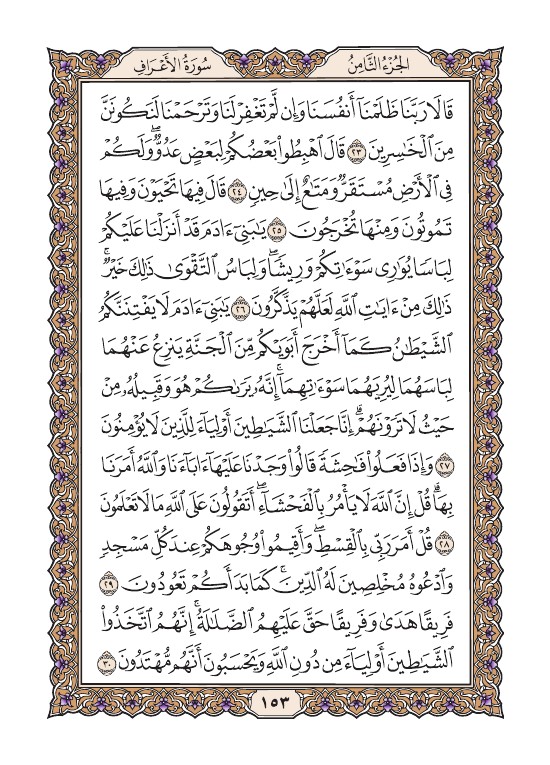 سُورَةُ الأَعْرَافِ الجُزْءُ الثَّامِنُ
قَالَا رَبَّنَا ظَلَمْنَآ أَنفُسَنَا وَإِن لَّمْ تَغْفِرْ لَنَا وَتَرْحَمْنَا لَنَكُونَنَّ
مِنَ ٱلْخَٰسِرِينَ ٢٣ قَالَ ٱهْبِطُوا۟ بَعْضُكُمْ لِبَعْضٍ عَدُوٌّ ۖ وَلَكُمْ
فِى ٱلْأَرْضِ مُسْتَقَرٌّ وَمَتَٰعٌ إِلَىٰ حِينٍ ٢٤ قَالَ فِيهَا تَحْيَوْنَ وَفِيهَا
تَمُوتُونَ وَمِنْهَا تُخْرَجُونَ ٢٥ يَٰبَنِىٓ ءَادَمَ قَدْ أَنزَلْنَا عَلَيْكُمْ
لِبَاسًا يُوَٰرِى سَوْءَٰتِكُمْ وَرِيشًا ۖ وَلِبَاسُ ٱلتَّقْوَىٰ ذَٰلِكَ خَيْرٌ ۚ
ذَٰلِكَ مِنْ ءَايَٰتِ ٱللَّهِ لَعَلَّهُمْ يَذَّكَّرُونَ ٢٦ يَٰبَنِىٓ ءَادَمَ لَا يَفْتِنَنَّكُمُ
ٱلشَّيْطَٰنُ كَمَآ أَخْرَجَ أَبَوَيْكُم مِّنَ ٱلْجَنَّةِ يَنزِعُ عَنْهُمَا
لِبَاسَهُمَا لِيُرِيَهُمَا سَوْءَٰتِهِمَآ ۗ إِنَّهُۥ يَرَىٰكُمْ هُوَ وَقَبِيلُهُۥ مِنْ
حَيْثُ لَا تَرَوْنَهُمْ ۗ إِنَّا جَعَلْنَا ٱلشَّيَٰطِينَ أَوْلِيَآءَ لِلَّذِينَ لَا يُؤْمِنُونَ
٢٧ وَإِذَا فَعَلُوا۟ فَٰحِشَةً قَالُوا۟ وَجَدْنَا عَلَيْهَآ ءَابَآءَنَا وَٱللَّهُ أَمَرَنَا
بِهَا ۗ قُلْ إِنَّ ٱللَّهَ لَا يَأْمُرُ بِٱلْفَحْشَآءِ ۖ أَتَقُولُونَ عَلَى ٱللَّهِ مَا لَا تَعْلَمُونَ
٢٨ قُلْ أَمَرَ رَبِّى بِٱلْقِسْطِ ۖ وَأَقِيمُوا۟ وُجُوهَكُمْ عِندَ كُلِّ مَسْجِدٍ
وَٱدْعُوهُ مُخْلِصِينَ لَهُ ٱلدِّينَ ۚ كَمَا بَدَأَكُمْ تَعُودُونَ ٢٩
فَرِيقًا هَدَىٰ وَفَرِيقًا حَقَّ عَلَيْهِمُ ٱلضَّلَٰلَةُ ۗ إِنَّهُمُ ٱتَّخَذُوا۟
ٱلشَّيَٰطِينَ أَوْلِيَآءَ مِن دُونِ ٱللَّهِ وَيَحْسَبُونَ أَنَّهُم مُّهْتَدُونَ ٣٠
١٥٣